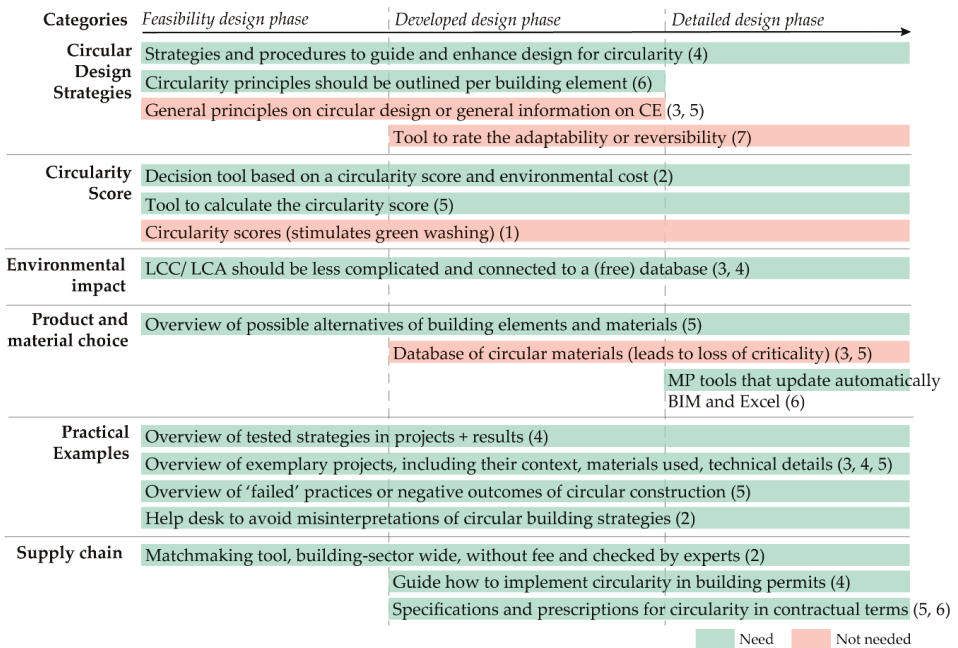 Categories
Feasibility design phase
Developed design phase
Detailed design phase
Circular
Design
Strategies
Strategies and procedures to guide and enhance design for circularity (4)
Circularity principles should be outlined per building element (6)
General principles on circular design or general information on CE (3, 5)
Tool to rate the adaptability or reversibility (7)
Circularity
Score
Decision tool based on a circularity score and environmental cost (2)
Tool to calculate the circularity score (5)
Circularity scores (stimulates green washing) (1)
Environmental
impact
LCC/ LCA should be less complicated and connected to a (free) database (3, 4)
Product and
material choice
Overview of possible alternatives of building elements and materials (5)
Database of circular materials (leads to loss of criticality) (3, 5)
MP tools that update automatically
BIM and Excel (6)
Practical
Examples
Overview of tested strategies in projects + results (4)
Overview of exemplary projects, including their context, materials used, technical details (3, 4, 5)
Overview of ‘failed’ practices or negative outcomes of circular construction (5)
Help desk to avoid misinterpretations of circular building strategies (2)
Supply chain
Matchmaking tool, building-sector wide, without fee and checked by experts (2)
Guide how to implement circularity in building permits (4)
Specifications and prescriptions for circularity in contractual terms (5, 6)
Need
Not needed